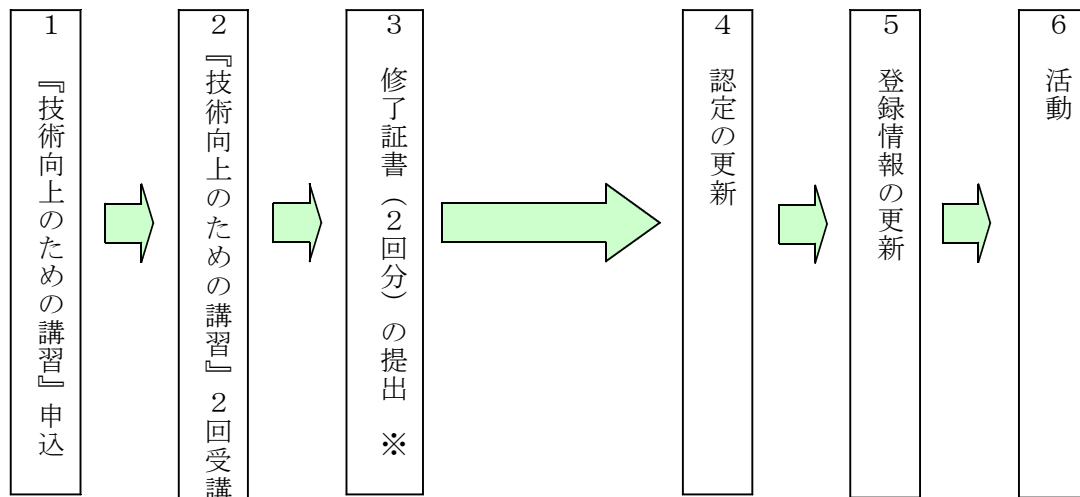 １　『技術向上のための講習』申込
２　『技術向上のための講習』２回受講
３　修了証書（２回分）の提出　※
４　認定の更新
５　登録情報の更新
６　活動